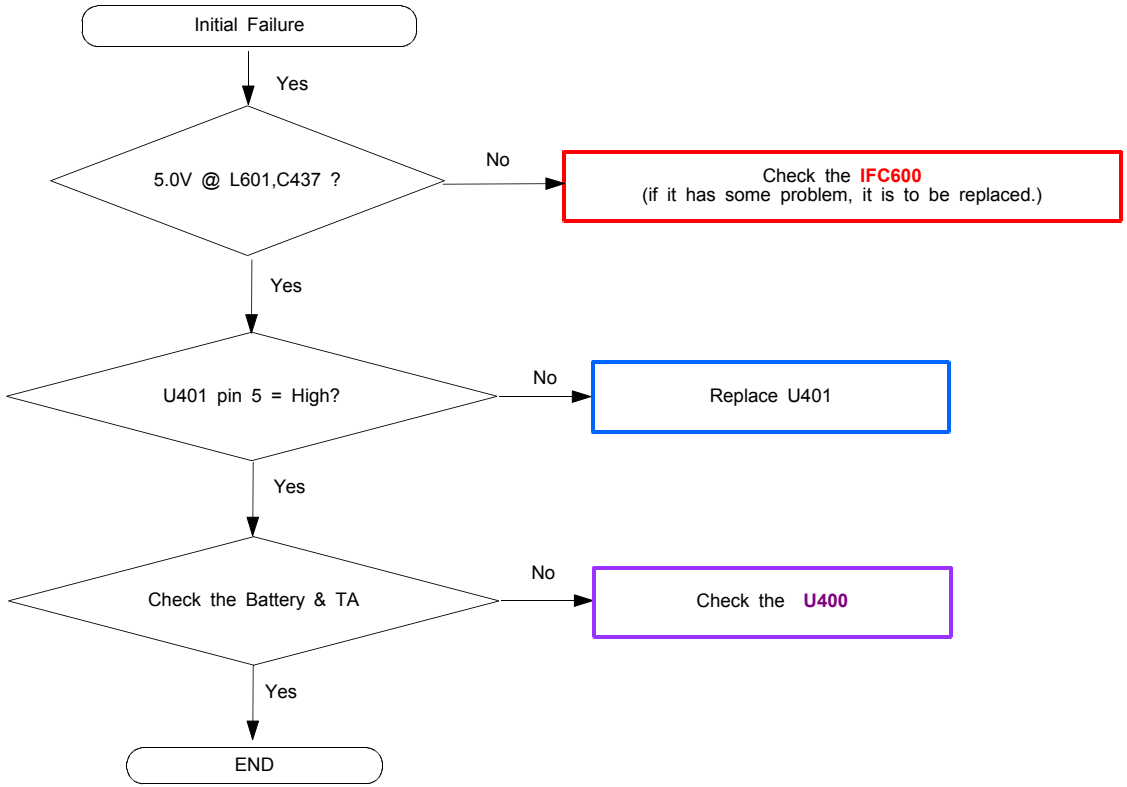 Initial Failure
Yes
5.0V @ L601,C437 ?
No
Check the IFC600
(if it has some problem, it is to be replaced.)
Yes
U401 pin 5 = High?
No
Replace U401
Yes
Check the Battery & TA
No
Check the U400
Yes
END